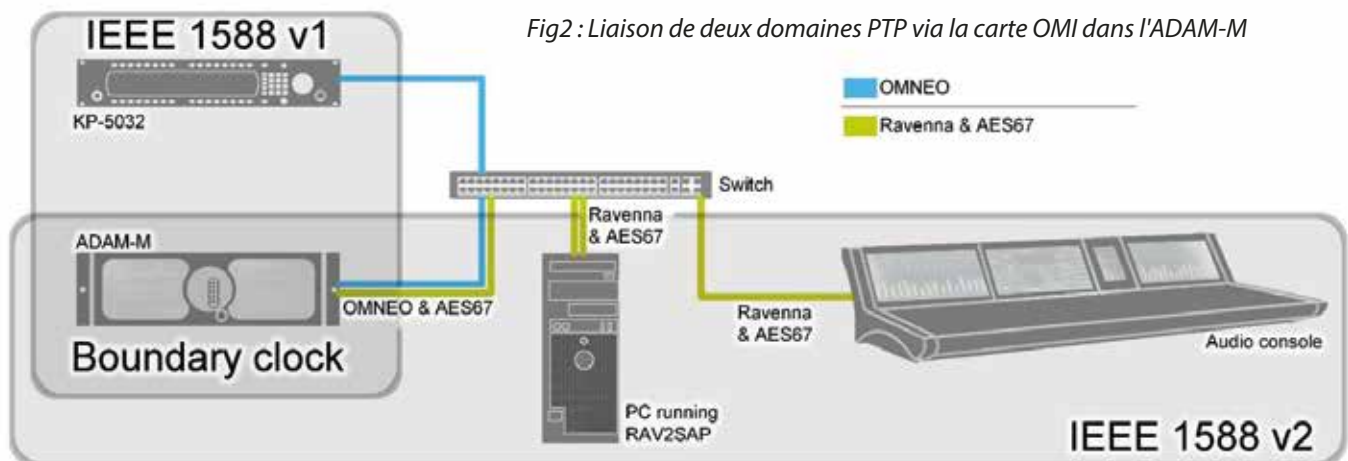 IEEE 1588 v1
Fig2 : Liaison de deux domaines PTP via la carte OMI dans l'ADAM-M
KP-5032
OMNEO
Ravenna & AES67
Switch
ADAM-M
OMNEO & AES67
Boundary clock
Ravenna
& AES67
Ravenna
& AES67
Audio console
PC running
RAV2SAP
IEEE 1588 v2